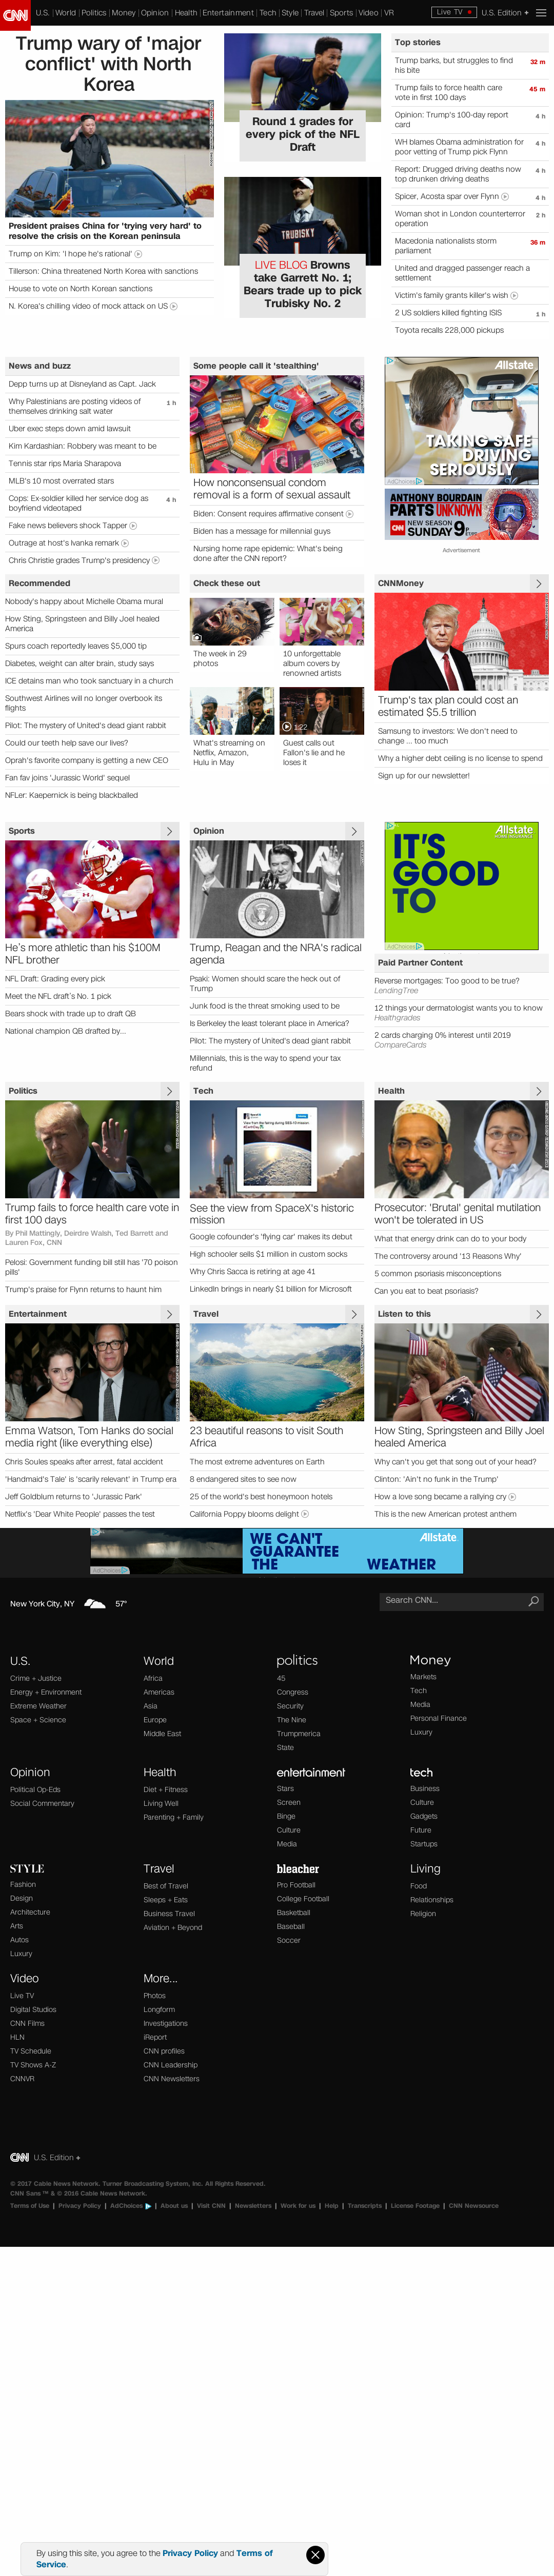 CNN U.S. World Politics Money Opinion Health Entertainment Tech Style Travel Sports Video VR Live TV U.S. Edition +
Trump wary of 'major
conflict' with North
Korea
President praises China for 'trying very hard' to
resolve the crisis on the Korean peninsula
Trump on Kim: 'I hope he's rational'
Tillerson: China threatened North Korea with sanctions
House to vote on North Korean sanctions
N. Korea's chilling video of mock attack on US
Round 1 grades for
every pick of the NFL
Draft
TRUBISKY
LIVE BLOG Browns
take Garrett No. 1;
Bears trade up to pick
Trubisky No. 2
Top stories
Trump barks, but struggles to find
his bite
32 m
Trump fails to force health care
vote in first 100 days
45 m
Opinion: Trump's 100-day report
card
4 h
WH blames Obama administration for
poor vetting of Trump pick Flynn
4 h
Report: Drugged driving deaths now
top drunken driving deaths
4 h
Spicer, Acosta spar over Flynn
4 h
Woman shot in London counterterror
operation
2 h
Macedonia nationalists storm
parliament
36 m
United and dragged passenger reach a
settlement
Victim's family grants killer's wish
2 US soldiers killed fighting ISIS
1 h
Toyota recalls 228,000 pickups
News and buzz
Depp turns up at Disneyland as Capt. Jack
Why Palestinians are posting videos of
themselves drinking salt water
1 h
Uber exec steps down amid lawsuit
Kim Kardashian: Robbery was meant to be
Tennis star rips Maria Sharapova
MLB's 10 most overrated stars
Cops: Ex-soldier killed her service dog as
boyfriend videotaped
4 h
Fake news believers shock Tapper
Outrage at host's Ivanka remark
Chris Christie grades Trump's presidency
Some people call it 'stealthing'
How nonconsensual condom
removal is a form of sexual assault
Biden: Consent requires affirmative consent
Biden has a message for millennial guys
Nursing home rape epidemic: What's being
done after the CNN report?
Allstate
TAKING SAFE
DRIVING
SERIOUSLY
AdChoices
ANTHONY BOURDAIN
PARTS UNKNOWN
CNN NEW SEASON
SUNDAY 9P
Advertisement
Recommended
Nobody's happy about Michelle Obama mural
How Sting, Springsteen and Billy Joel healed
America
Spurs coach reportedly leaves $5,000 tip
Diabetes, weight can alter brain, study says
ICE detains man who took sanctuary in a church
Southwest Airlines will no longer overbook its
flights
Pilot: The mystery of United's dead giant rabbit
Could our teeth help save our lives?
Oprah's favorite company is getting a new CEO
Fan fav joins 'Jurassic World' sequel
NFLer: Kaepernick is being blackballed
Check these out
The week in 29
photos
10 unforgettable
album covers by
renowned artists
1:22
What's streaming on
Netflix, Amazon,
Hulu in May
Guest calls out
Fallon's lie and he
loses it
CNNMoney
Trump's tax plan could cost an
estimated $5.5 trillion
Samsung to investors: We don't need to
change ... too much
Why a higher debt ceiling is no license to spend
Sign up for our newsletter!
Sports
He's more athletic than his $100M
NFL brother
NFL Draft: Grading every pick
Meet the NFL draft's No. 1 pick
Bears shock with trade up to draft QB
National champion QB drafted by...
Opinion
NRA
Trump, Reagan and the NRA's radical
agenda
Psaki: Women should scare the heck out of
Trump
Junk food is the threat smoking used to be
Is Berkeley the least tolerant place in America?
Pilot: The mystery of United's dead giant rabbit
Millennials, this is the way to spend your tax
refund
Allstate
IT'S
GOOD
TO
AdChoices
Paid Partner Content
Reverse mortgages: Too good to be true?
LendingTree
12 things your dermatologist wants you to know
Healthgrades
2 cards charging 0% interest until 2019
CompareCards
Politics
Trump fails to force health care vote in
first 100 days
By Phil Mattingly, Deirdre Walsh, Ted Barrett and
Lauren Fox, CNN
Pelosi: Government funding bill still has '70 poison
pills'
Trump's praise for Flynn returns to haunt him
Tech
See the view from SpaceX's historic
mission
Google cofounder's 'flying car' makes its debut
High schooler sells $1 million in custom socks
Why Chris Sacca is retiring at age 41
LinkedIn brings in nearly $1 billion for Microsoft
Health
Prosecutor: 'Brutal' genital mutilation
won't be tolerated in US
What that energy drink can do to your body
The controversy around '13 Reasons Why'
5 common psoriasis misconceptions
Can you eat to beat psoriasis?
Entertainment
Emma Watson, Tom Hanks do social
media right (like everything else)
Chris Soules speaks after arrest, fatal accident
'Handmaid's Tale' is 'scarily relevant' in Trump era
Jeff Goldblum returns to 'Jurassic Park'
Netflix's 'Dear White People' passes the test
Travel
23 beautiful reasons to visit South
Africa
The most extreme adventures on Earth
8 endangered sites to see now
25 of the world's best honeymoon hotels
California Poppy blooms delight
Listen to this
How Sting, Springsteen and Billy Joel
healed America
Why can't you get that song out of your head?
Clinton: 'Ain't no funk in the Trump'
How a love song became a rallying cry
This is the new American protest anthem
AdChoices
WE CAN'T
GUARANTEE
THE WEATHER
Allstate
New York City, NY 57°
Search CNN...
U.S.
Crime + Justice
Energy + Environment
Extreme Weather
Space + Science
World
Africa
Americas
Asia
Europe
Middle East
politics
45
Congress
Security
The Nine
Trumpmerica
State
Money
Markets
Tech
Media
Personal Finance
Luxury
Opinion
Political Op-Eds
Social Commentary
Health
Diet + Fitness
Living Well
Parenting + Family
entertainment
Stars
Screen
Binge
Culture
Media
tech
Business
Culture
Gadgets
Future
Startups
STYLE
Fashion
Design
Architecture
Arts
Autos
Luxury
Travel
Best of Travel
Sleeps + Eats
Business Travel
Aviation + Beyond
bleacher
Pro Football
College Football
Basketball
Baseball
Soccer
Living
Food
Relationships
Religion
Video
Live TV
Digital Studios
CNN Films
HLN
TV Schedule
TV Shows A-Z
CNNVR
More...
Photos
Longform
Investigations
iReport
CNN profiles
CNN Leadership
CNN Newsletters
CNN U.S. Edition +
© 2017 Cable News Network. Turner Broadcasting System, Inc. All Rights Reserved.
CNN Sans ™ & © 2016 Cable News Network.
Terms of Use | Privacy Policy | AdChoices | About us | Visit CNN | Newsletters | Work for us | Help | Transcripts | License Footage | CNN Newsource
By using this site, you agree to the Privacy Policy and Terms of
Service.